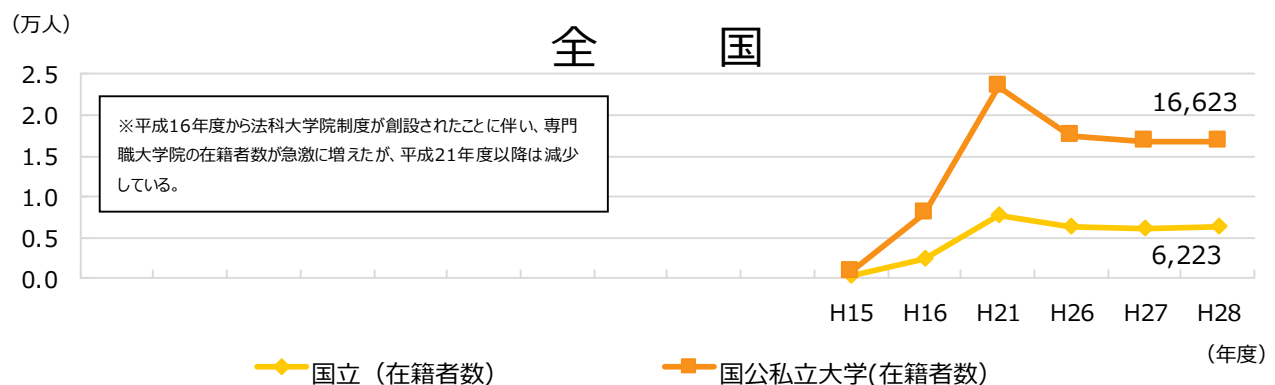 （万人）
全　国
2.5
2.0
1.5
1.0
0.5
0.0
※平成16年度から法科大学院制度が創設されたことに伴い、専門
職大学院の在籍者数が急激に増えたが、平成21年度以降は減少
している。
16,623
6,223
H15 H16 H21 H26 H27 H28
（年度）
国立（在籍者数） 国公私立大学(在籍者数）